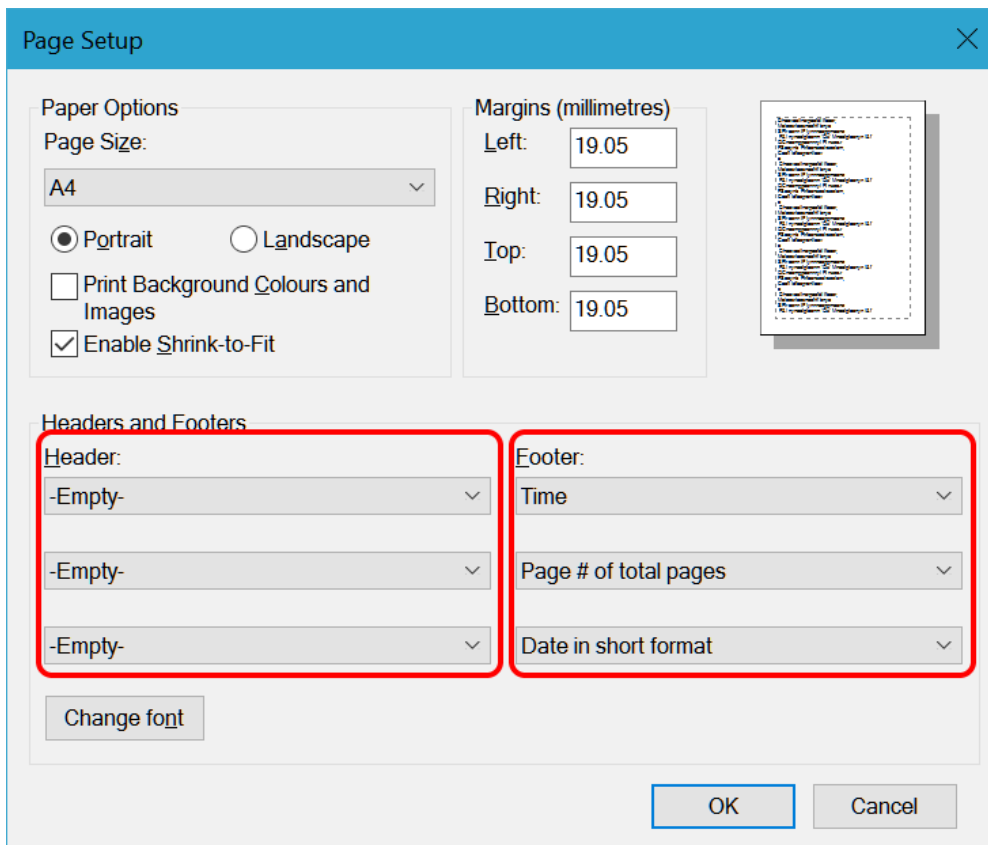 Page Setup
Paper Options
Page Size:
A4
Portrait
Landscape
Print Background Colours and
Images
Enable Shrink-to-Fit
Margins (millimetres)
Left:
19.05
Right:
19.05
Top:
19.05
Bottom:
19.05
Headers and Footers
Header:
-Empty-
-Empty-
-Empty-
Footer:
Time
Page # of total pages
Date in short format
Change font
OK
Cancel